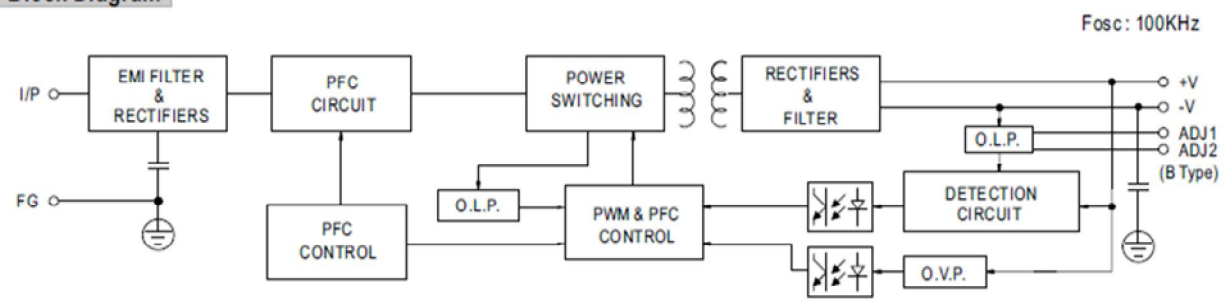 Block Diagram
Fosc : 100KHz
I/P
EMI FILTER
&
RECTIFIERS
PFC
CIRCUIT
POWER
SWITCHING
RECTIFIERS
&
FILTER
+V
-V
O.L.P.
ADJ1
ADJ2
(B Type)
FG
PFC
CONTROL
O.L.P.
PWM & PFC
CONTROL
DETECTION
CIRCUIT
O.V.P.